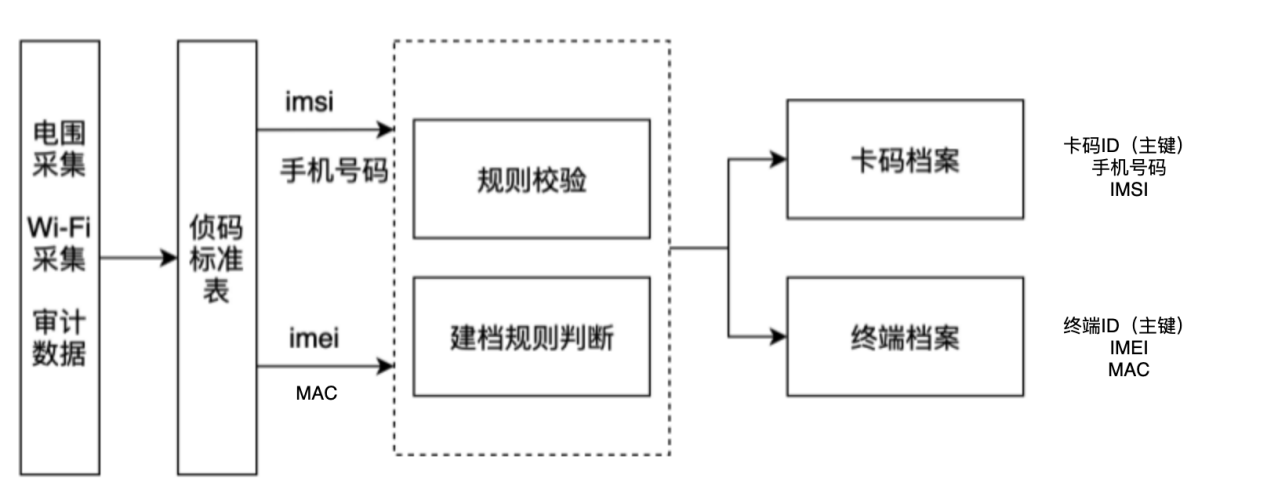 电围
采集
Wi-Fi
采集
审计
数据
侦码
标准
表
imsi
手机号码
imei
MAC
规则校验
建档规则判断
卡码档案
卡码ID（主键）
手机号码
IMSI
终端档案
终端ID（主键）
IMEI
MAC